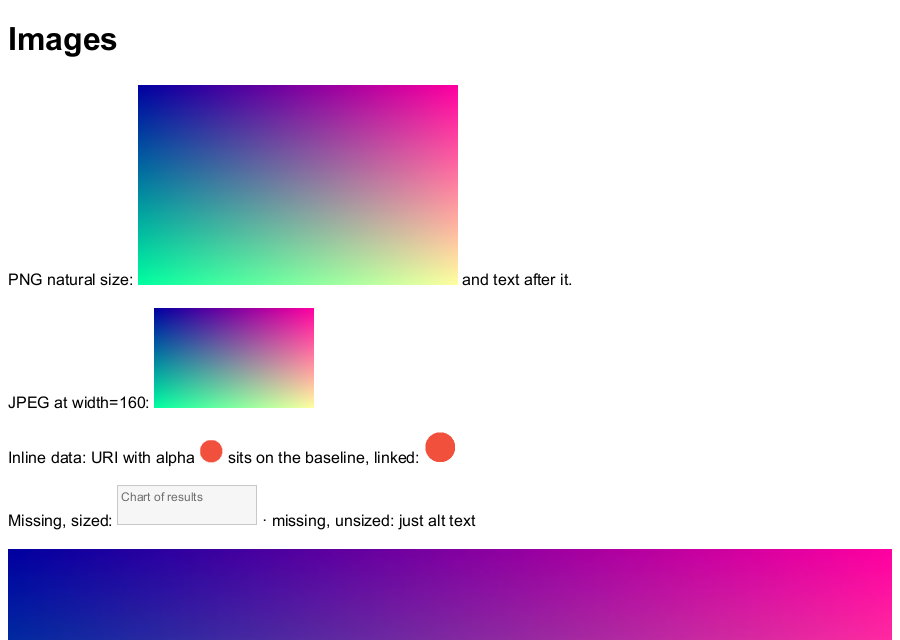 Images
PNG natural size: and text after it.
JPEG at width=160:
Inline data: URI with alpha sits on the baseline, linked:
Missing, sized: Chart of results · missing, unsized: just alt text